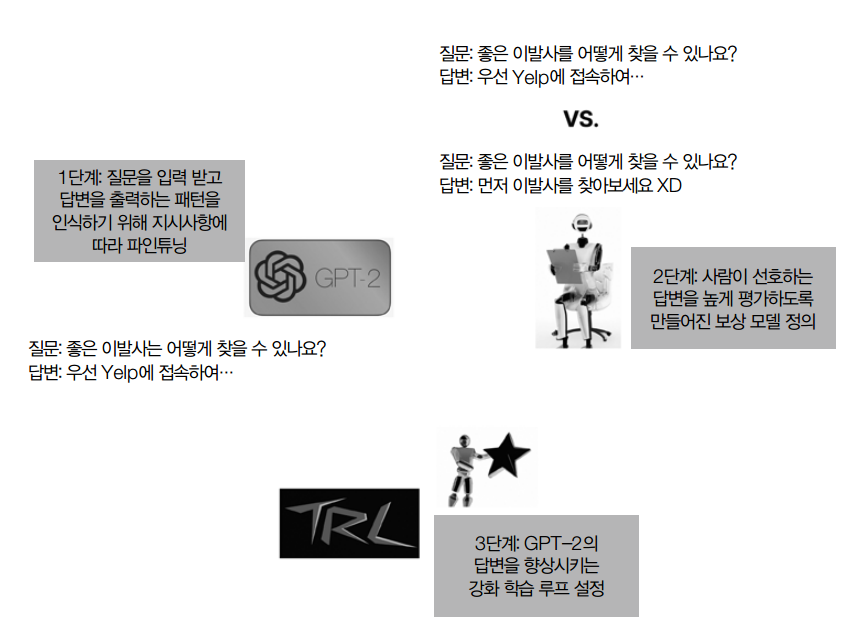 질문: 좋은 이발사를 어떻게 찾을 수 있나요?
답변: 우선 Yelp에 접속하여…
VS.
질문: 좋은 이발사를 어떻게 찾을 수 있나요?
답변: 먼저 이발사를 찾아보세요 XD
1단계: 질문을 입력 받고
답변을 출력하는 패턴을
인식하기 위해 지시사항에
따라 파인튜닝
GPT-2
2단계: 사람이 선호하는
답변을 높게 평가하도록
만들어진 보상 모델 정의
질문: 좋은 이발사는 어떻게 찾을 수 있나요?
답변: 우선 Yelp에 접속하여…
TRL
3단계: GPT-2의
답변을 향상시키는
강화 학습 루프 설정